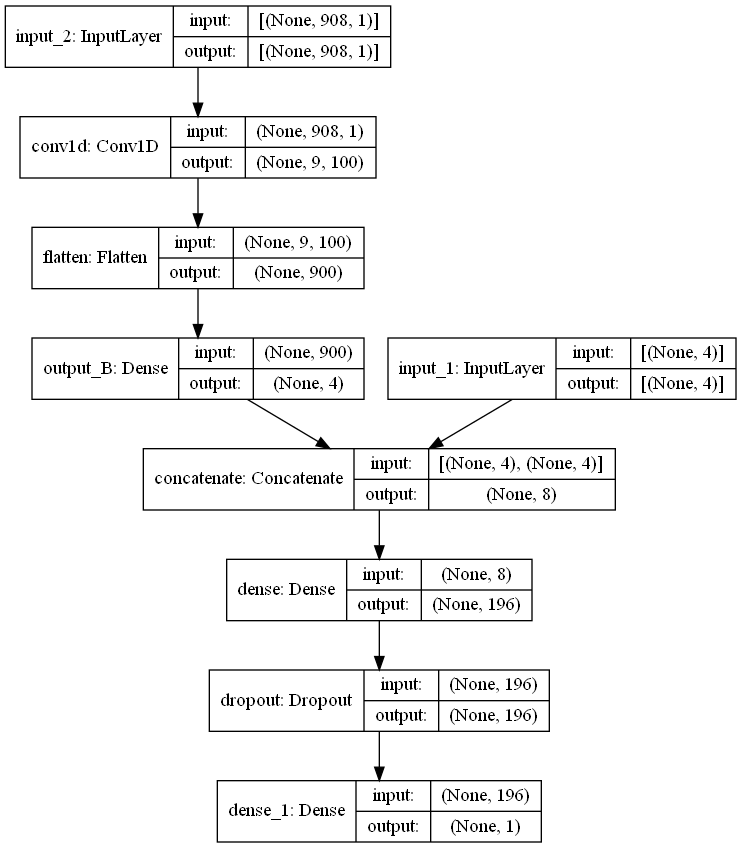 input_2: InputLayer
input:
[(None, 908, 1)]
output:
[(None, 908, 1)]
conv1d: Conv1D
input:
(None, 908, 1)
output:
(None, 9, 100)
flatten: Flatten
input:
(None, 9, 100)
output:
(None, 900)
output_B: Dense
input:
(None, 900)
output:
(None, 4)
input_1: InputLayer
input:
[(None, 4)]
output:
[(None, 4)]
concatenate: Concatenate
input:
[(None, 4), (None, 4)]
output:
(None, 8)
dense: Dense
input:
(None, 8)
output:
(None, 196)
dropout: Dropout
input:
(None, 196)
output:
(None, 196)
dense_1: Dense
input:
(None, 196)
output:
(None, 1)